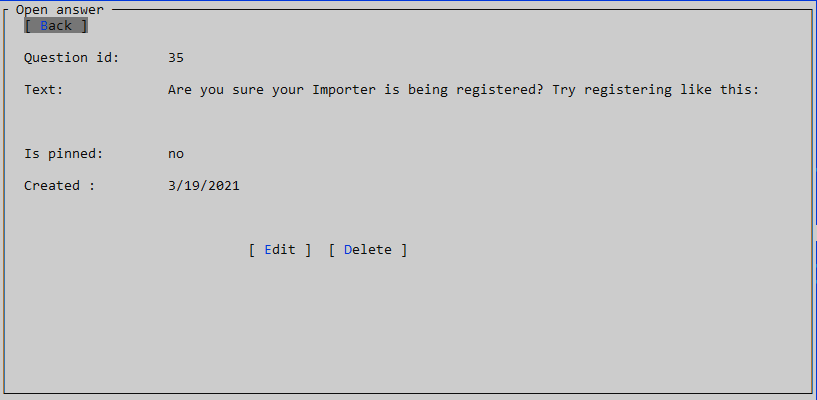 Open answer
[ Back ]
Question id: 35
Text: Are you sure your Importer is being registered? Try registering like this:
Is pinned: no
Created : 3/19/2021
[ Edit ] [ Delete ]